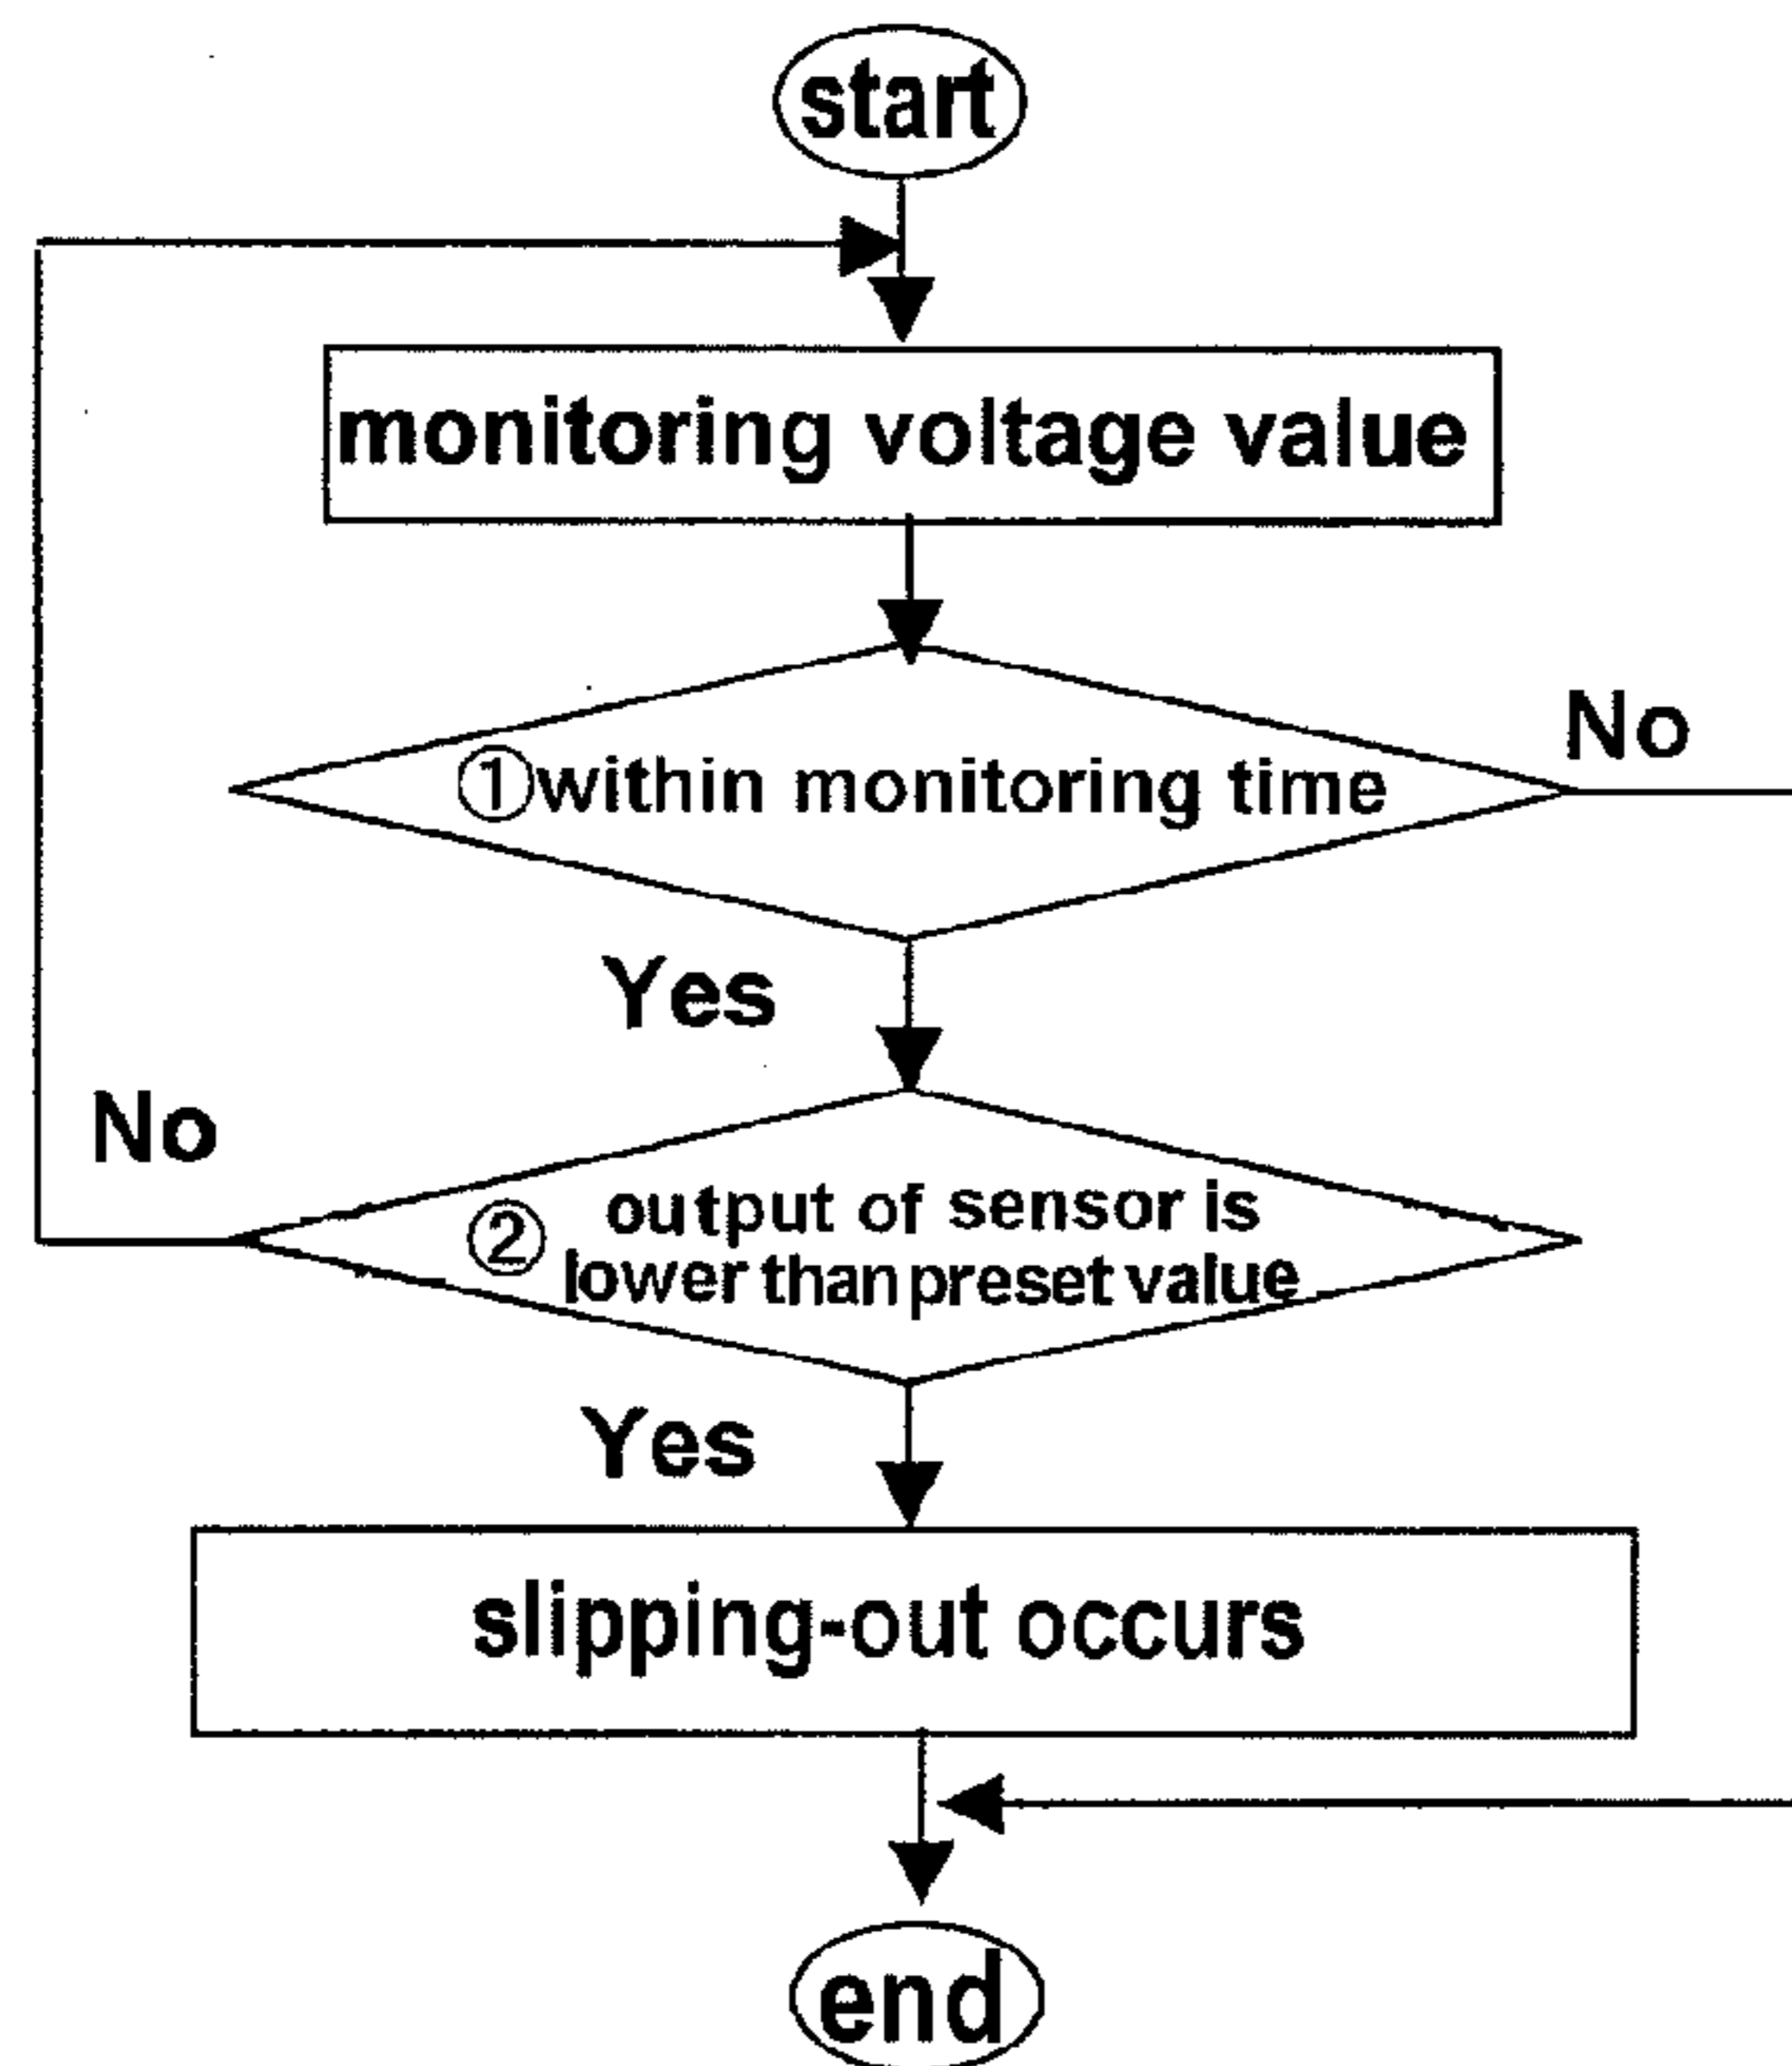 start
monitoring voltage value
No
①within monitoring time
Yes
No
② output of sensor is
lower than preset value
Yes
slipping-out occurs
end